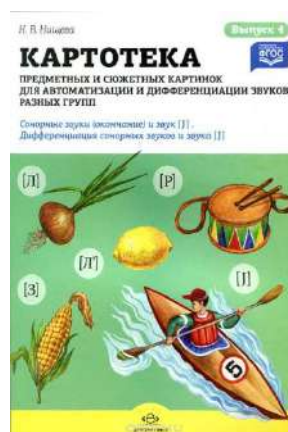 Н. В. Нищева
Выпуск 4
ФГОС
КАРТОТЕКА
ПРЕДМЕТНЫХ И СЮЖЕТНЫХ КАРТИНОК
ДЛЯ АВТОМАТИЗАЦИИ И ДИФФЕРЕНЦИАЦИИ ЗВУКОВ
РАЗНЫХ ГРУПП
Сонорные звуки (окончание) и звук [J].
Дифференциация сонорных звуков и звука [J]
[Л]
[Р]
[Л']
[З]
[J]
5